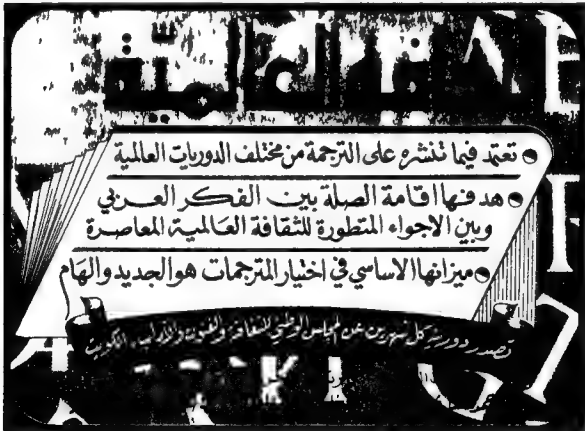 الثقافة العالمية
تعتمد فيما تنشره على الترجمة من مختلف الدوريات العالمية
هدفها اقامة الصلة بين الفكر العربي
وبين الاجواء المتطورة للثقافة العالمية المعاصرة
ميزانها الاساسي في اختيار المترجمات هو الجديد والهام
تصدر دورية كل شهرين عن المجلس الوطني للثقافة والفنون والآداب - الكويت